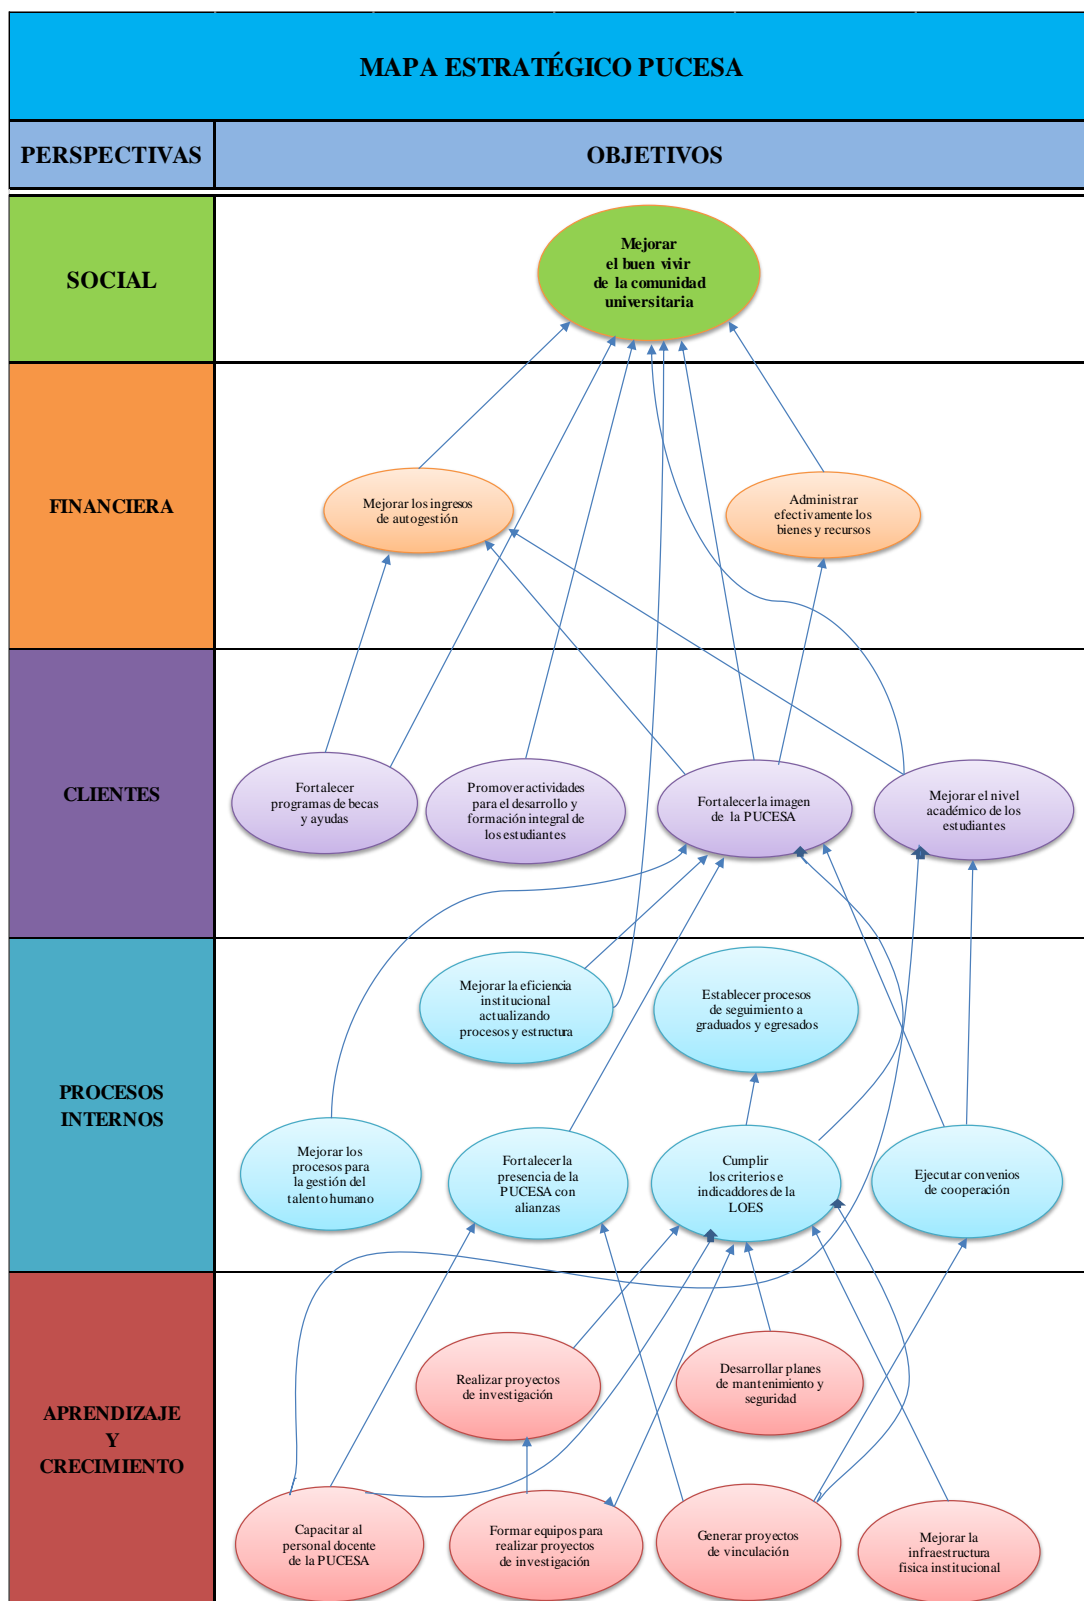 MAPA ESTRATÉGICO PUCESA
PERSPECTIVAS
OBJETIVOS
SOCIAL
Mejorar
el buen vivir
de la comunidad
universitaria
FINANCIERA
Mejorar los ingresos
de autogestión
Administrar
efectivamente los
bienes y recursos
CLIENTES
Fortalecer
programas de becas
y ayudas
Promover actividades
para el desarrollo y
formación integral de
los estudiantes
Fortalecer la imagen
de la PUCESA
Mejorar el nivel
académico de los
estudiantes
PROCESOS
INTERNOS
Mejorar la eficiencia
institucional
actualizando
procesos y estructura
Establecer procesos
de seguimiento a
graduados y egresados
Mejorar los
procesos para
la gestión del
talento humano
Fortalecer la
presencia de la
PUCESA con
alianzas
Cumplir
los criterios e
indicaddores de la
LOES
Ejecutar convenios
de cooperación
APRENDIZAJE
Y
CRECIMIENTO
Realizar proyectos
de investigación
Desarrollar planes
de mantenimiento y
seguridad
Capacitar al
personal docente
de la PUCESA
Formar equipos para
realizar proyectos
de investigación
Generar proyectos
de vinculación
Mejorar la
infraestructura
fisica institucional